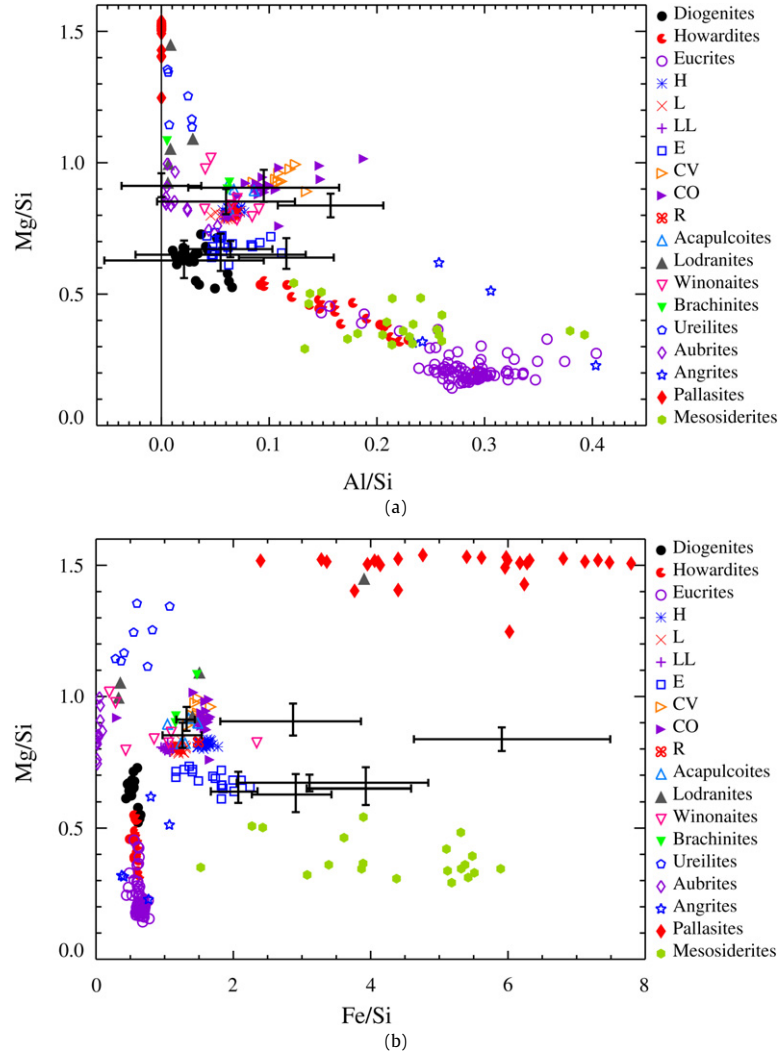 1.5
1.0
0.5
0.0
Mg/Si
0.0 0.1 0.2 0.3 0.4
Al/Si
(a)
Diogenites
Howardites
Eucrites
H
L
LL
E
CV
CO
R
Acapulcoites
Lodranites
Winonaites
Brachinites
Ureilites
Aubrites
Angrites
Pallasites
Mesosiderites
1.5
1.0
0.5
0.0
Mg/Si
0 2 4 6 8
Fe/Si
(b)
Diogenites
Howardites
Eucrites
H
L
LL
E
CV
CO
R
Acapulcoites
Lodranites
Winonaites
Brachinites
Ureilites
Aubrites
Angrites
Pallasites
Mesosiderites